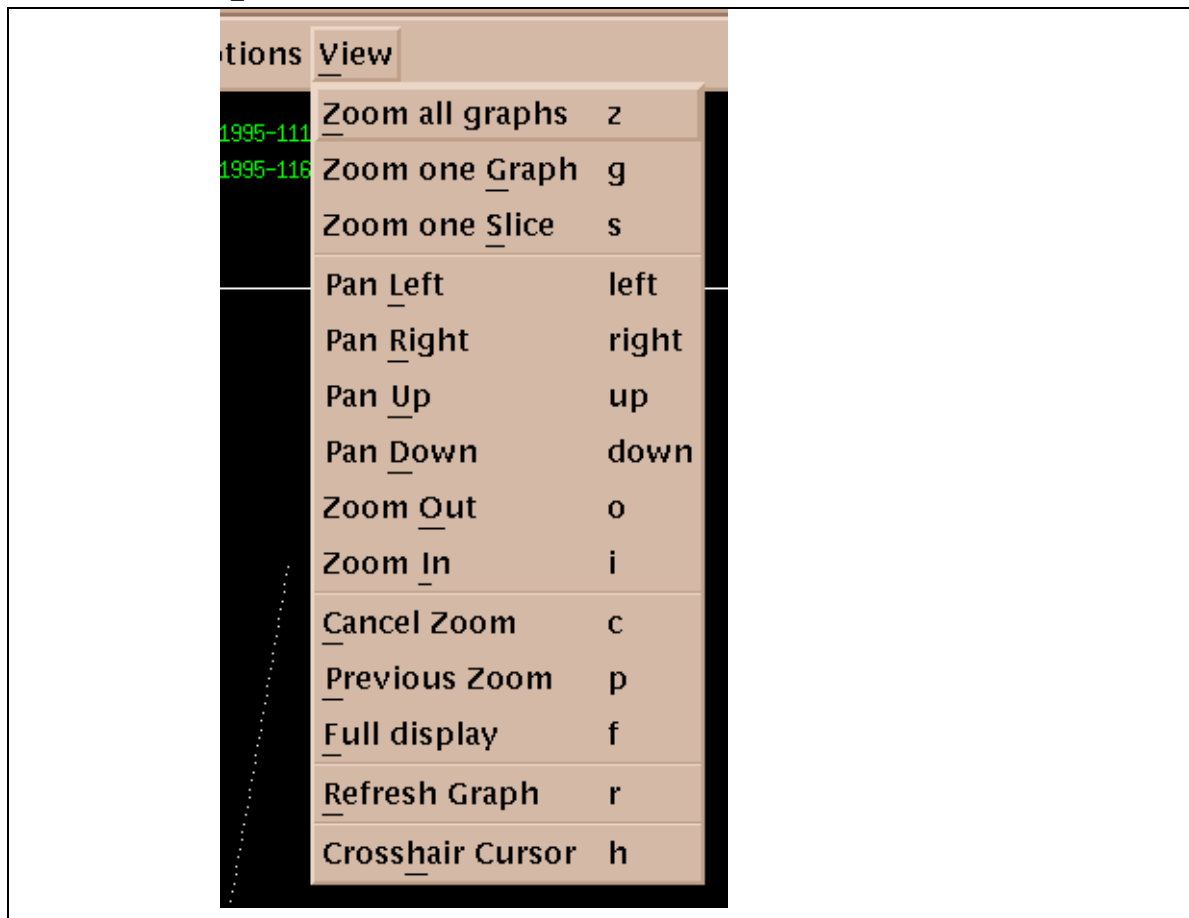 tions View
Zoom all graphs z
1995-111
Zoom one Graph g
1995-116
Zoom one Slice s
Pan Left left
Pan Right right
Pan Up up
Pan Down down
Zoom Out o
Zoom In i
Cancel Zoom c
Previous Zoom p
Full display f
Refresh Graph r
Crosshair Cursor h